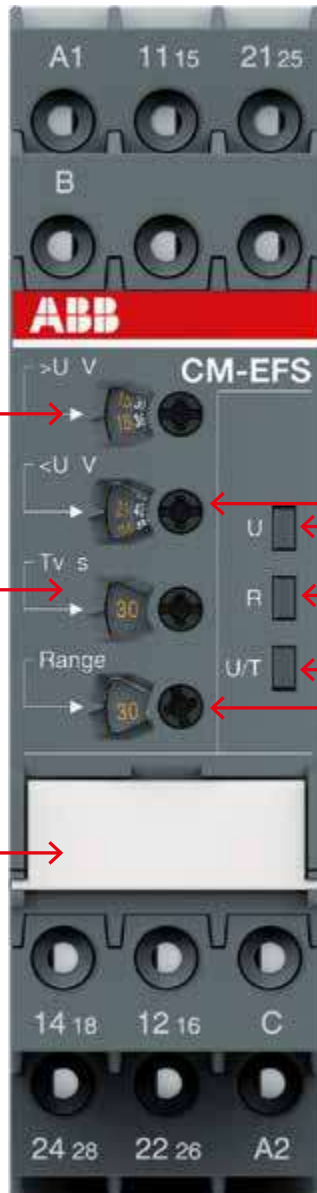 A1 11 15 21 25
B
ABB
>U V CM-EFS
<U V
U
Tv s
30
R
Range
U/T
30
14 18 12 16 C
24 28 22 26 A2